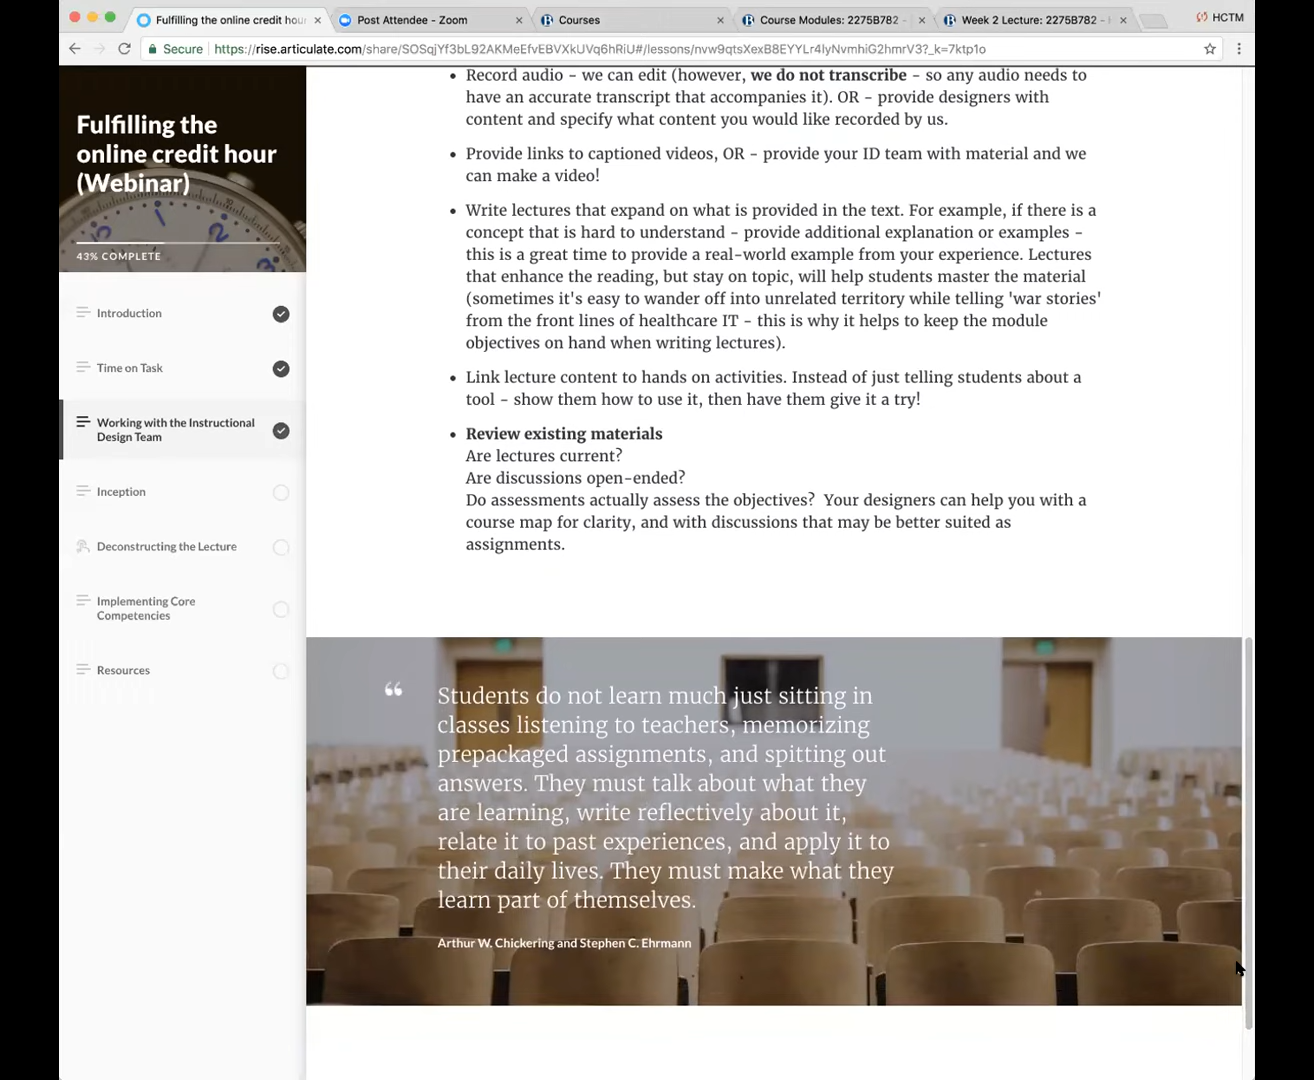 Fulfilling the online credit hou
Post Attendee - Zoom
Courses
Course Modules: 2275B782 -
Week 2 Lecture: 2275B782 -
HCTM
Secure
https://rise.articulate.com/share/SOSqjYf3bL92AKMeEfvEBVXkUVq6hRiU#/lessons/nvw9qtsXexB8EYYLr4lyNvmhiG2hmrV3?_k=7ktp1o
Fulfilling the
online credit hour
(Webinar)
43% COMPLETE
Introduction
Time on Task
Working with the Instructional
Design Team
Inception
Deconstructing the Lecture
Implementing Core
Competencies
Resources
• Record audio - we can edit (however, we do not transcribe - so any audio needs to
have an accurate transcript that accompanies it). OR - provide designers with
content and specify what content you would like recorded by us.
• Provide links to captioned videos, OR - provide your ID team with material and we
can make a video!
• Write lectures that expand on what is provided in the text. For example, if there is a
concept that is hard to understand - provide additional explanation or examples -
this is a great time to provide a real-world example from your experience. Lectures
that enhance the reading, but stay on topic, will help students master the material
(sometimes it's easy to wander off into unrelated territory while telling 'war stories'
from the front lines of healthcare IT - this is why it helps to keep the module
objectives on hand when writing lectures).
• Link lecture content to hands on activities. Instead of just telling students about a
tool - show them how to use it, then have them give it a try!
• Review existing materials
Are lectures current?
Are discussions open-ended?
Do assessments actually assess the objectives? Your designers can help you with a
course map for clarity, and with discussions that may be better suited as
assignments.
“ Students do not learn much just sitting in
classes listening to teachers, memorizing
prepackaged assignments, and spitting out
answers. They must talk about what they
are learning, write reflectively about it,
relate it to past experiences, and apply it to
their daily lives. They must make what they
learn part of themselves.
Arthur W. Chickering and Stephen C. Ehrmann